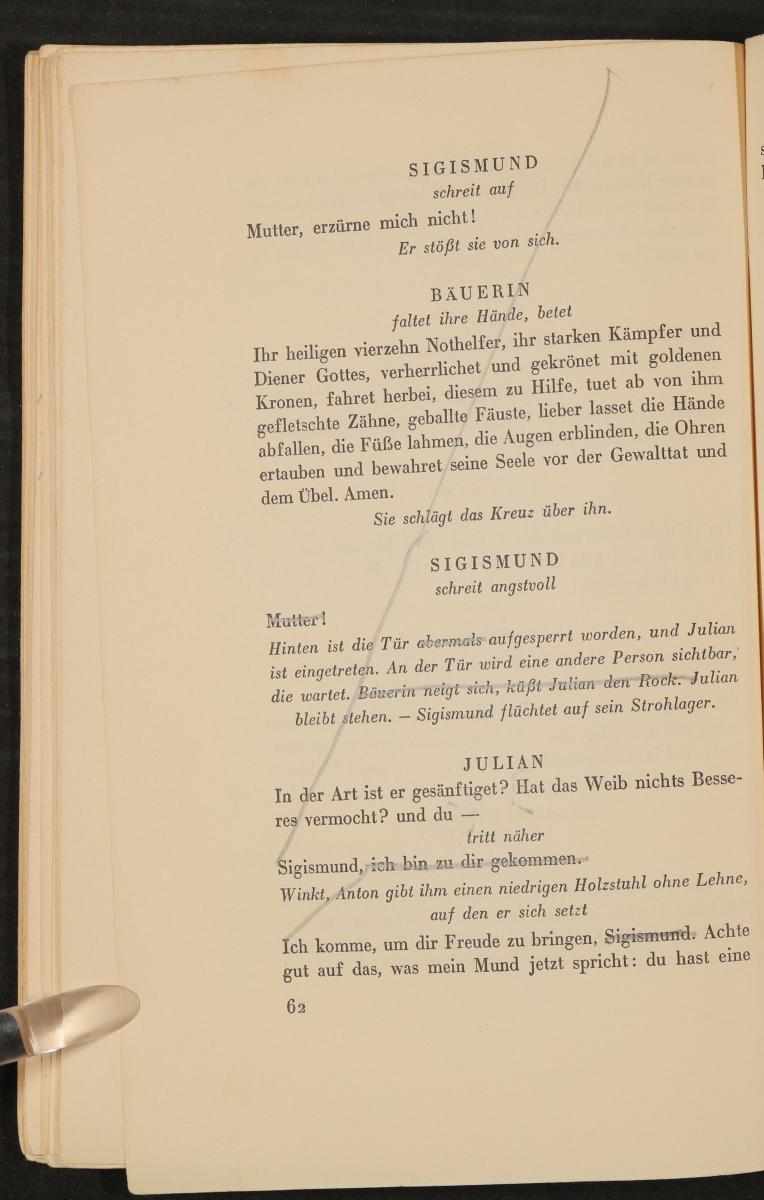 SIGISMUND
schreit auf
Mutter, erzürne mich nicht!
Er stößt sie von sich.
BÄUERIN
faltet ihre Hände, betet
Ihr heiligen vierzehn Nothelfer, ihr starken Kämpfer und
Diener Gottes, verherrlichet und gekrönet mit goldenen
Kronen, fahret herbei, diesem zu Hilfe, tuet ab von ihm
gefletschte Zähne, geballte Fäuste, lieber lasset die Hände
abfallen, die Füße lahmen, die Augen erblinden, die Ohren
ertauben und bewahret seine Seele vor der Gewalttat und
dem Übel. Amen.
Sie schlägt das Kreuz über ihn.
SIGISMUND
schreit angstvoll
Mutter!
Hinten ist die Tür abermals aufgesperrt worden, und Julian
ist eingetreten. An der Tür wird eine andere Person sichtbar,
die wartet. Bäuerin neigt sich, küßt Julian den Rock. Julian
bleibt stehen. — Sigismund flüchtet auf sein Strohlager.
JULIAN
In der Art ist er gesänftiget? Hat das Weib nichts Besse-
res vermocht? und du —
tritt näher
Sigismund, ich bin zu dir gekommen.
Winkt, Anton gibt ihm einen niedrigen Holzstuhl ohne Lehne,
auf den er sich setzt
Ich komme, um dir Freude zu bringen, Sigismund. Achte
gut auf das, was mein Mund jetzt spricht: du hast eine
62